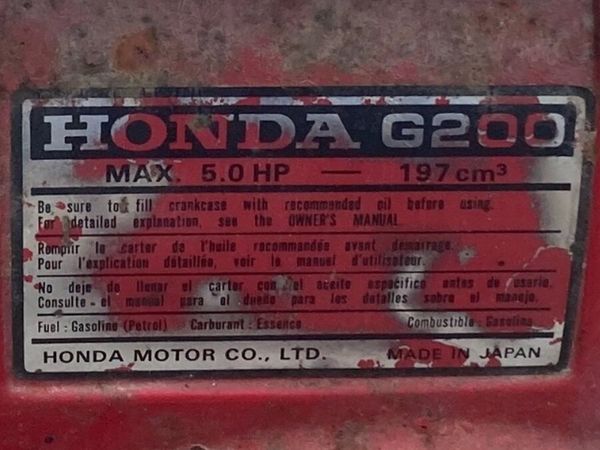 HONDA G200
MAX. 5.0 HP — 197 cm³
Be sure to fill crankcase with recommended oil before using.
For detailed explanation, see the OWNER'S MANUAL
Remplir le carter de l'huile recommandée avant démarrage.
Pour l'explication détaillée, voir le manuel d'utilisateur.
No deje de llenar el carter con el aceite especifico antes de usarlo.
Consulte el manual para el dueño para los detalles sobre el manejo.
Fuel : Gasoline (Petrol) Carburant : Essence Combustible : Gasolina
HONDA MOTOR CO., LTD. MADE IN JAPAN